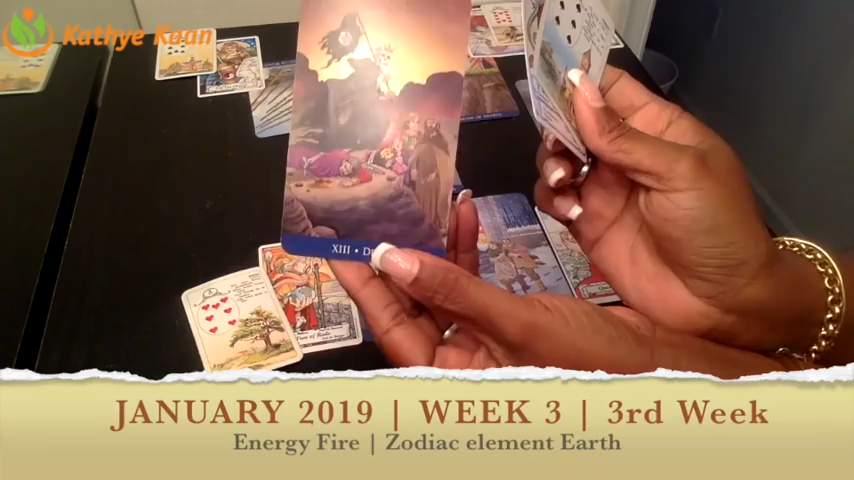 Kathye Kaan
XIII • D
JANUARY 2019 | WEEK 3 | 3rd Week
Energy Fire | Zodiac element Earth